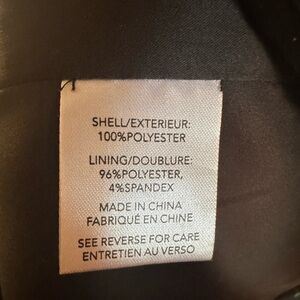 SHELL/EXTERIEUR:
100%POLYESTER
LINING/DOUBLURE:
96%POLYESTER,
4%SPANDEX
MADE IN CHINA
FABRIQUÉ EN CHINE
SEE REVERSE FOR CARE
ENTRETIEN AU VERSO